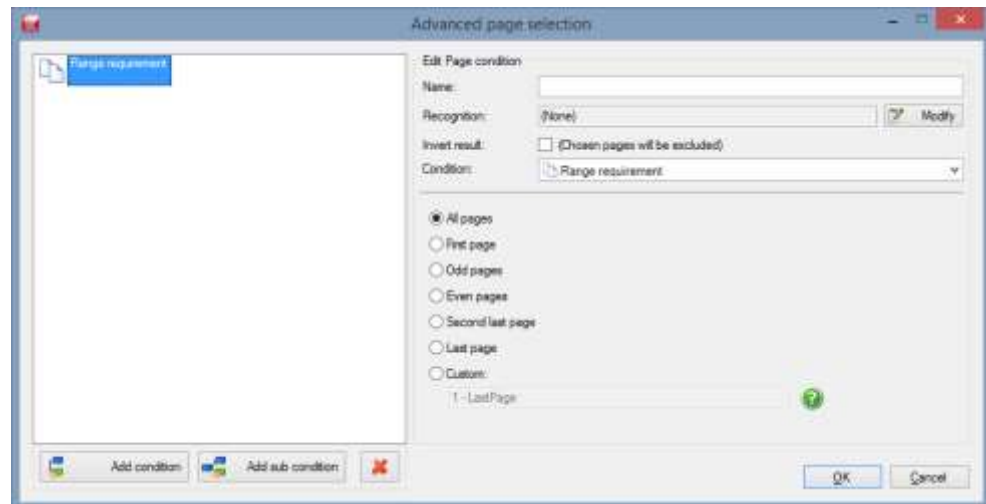 Advanced page selection
Range requirement
Edit Page condition
Name:
Recognition: (None) Modify
Invert result: (Chosen pages will be excluded)
Condition: Range requirement
All pages
First page
Odd pages
Even pages
Second last page
Last page
Custom:
1 - LastPage
Add condition Add sub condition
OK Cancel